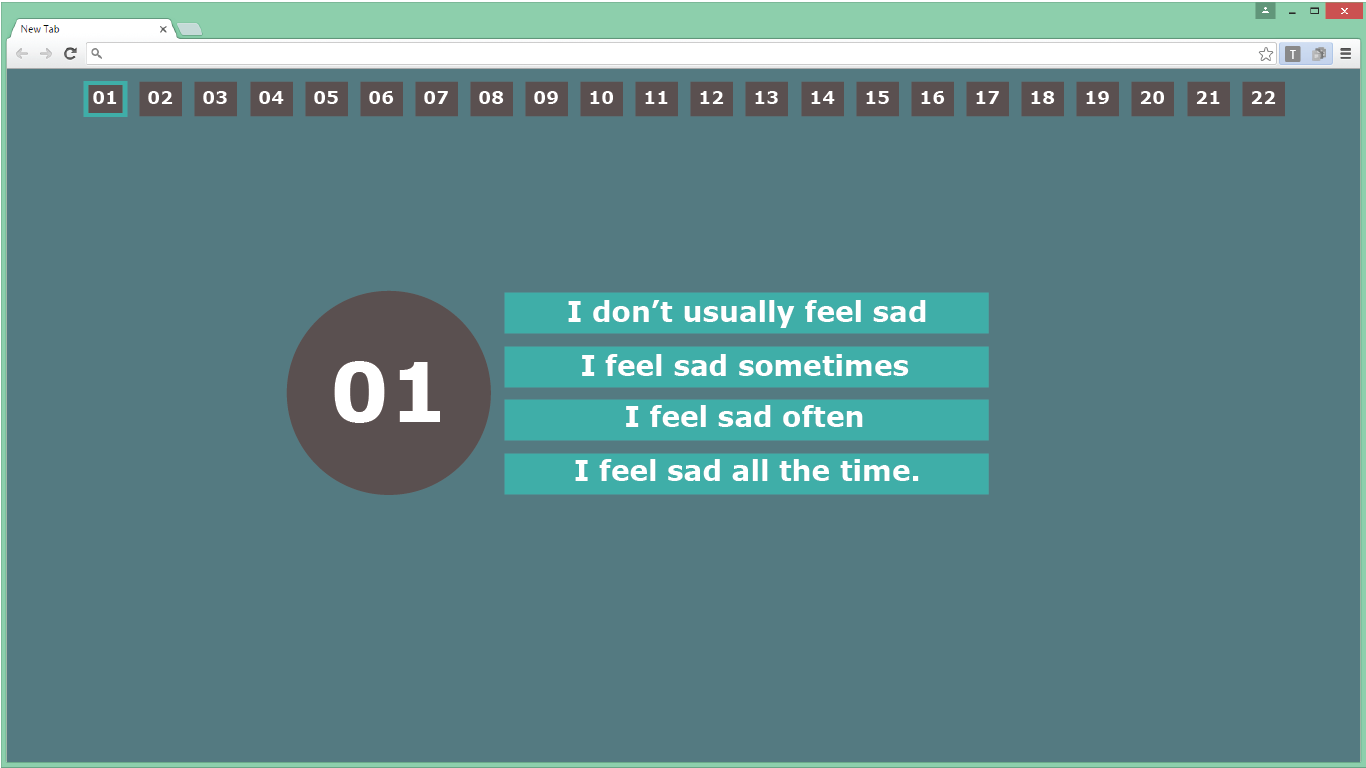 New Tab
T
01 02 03 04 05 06 07 08 09 10 11 12 13 14 15 16 17 18 19 20 21 22
01
I don’t usually feel sad
I feel sad sometimes
I feel sad often
I feel sad all the time.